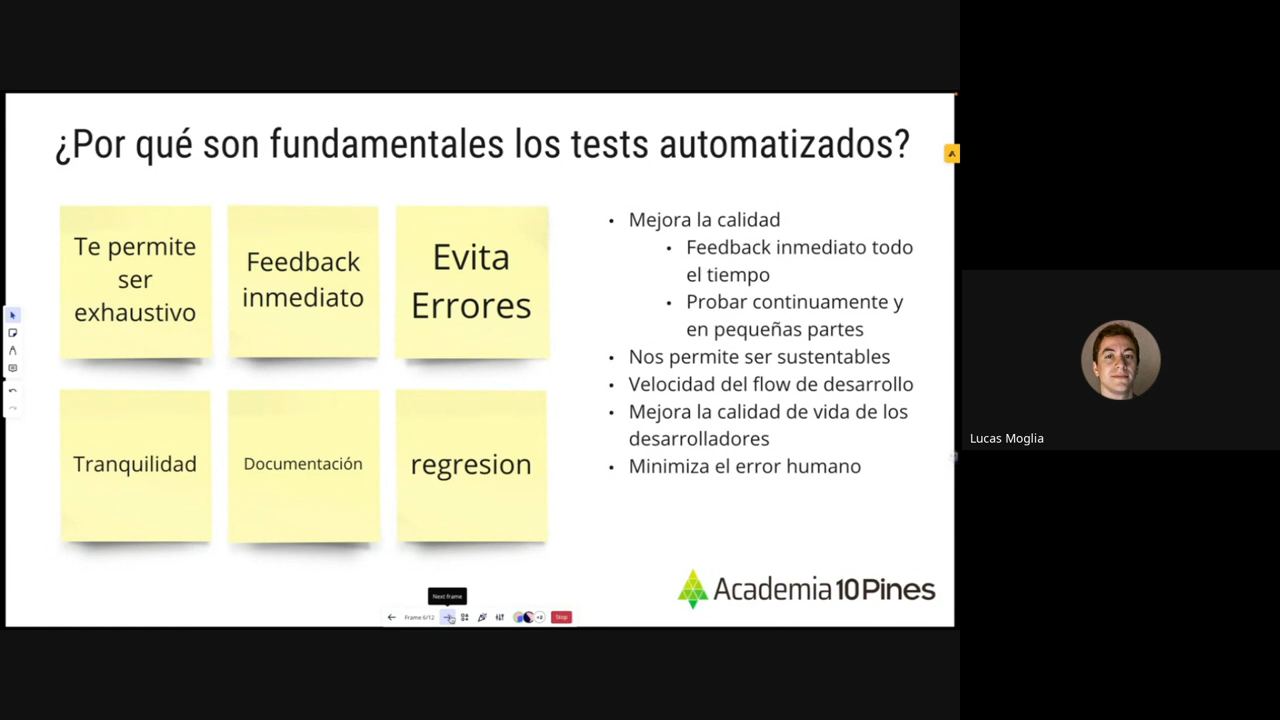 ¿Por qué son fundamentales los tests automatizados?
Te permite
ser
exhaustivo
Feedback
inmediato
Evita
Errores
Tranquilidad
Documentación
regresion
• Mejora la calidad
• Feedback inmediato todo
el tiempo
• Probar continuamente y
en pequeñas partes
• Nos permite ser sustentables
• Velocidad del flow de desarrollo
• Mejora la calidad de vida de los
desarrolladores
• Minimiza el error humano
Academia 10Pines
Next frame
Frame 6/12
+8
Stop
Lucas Moglia